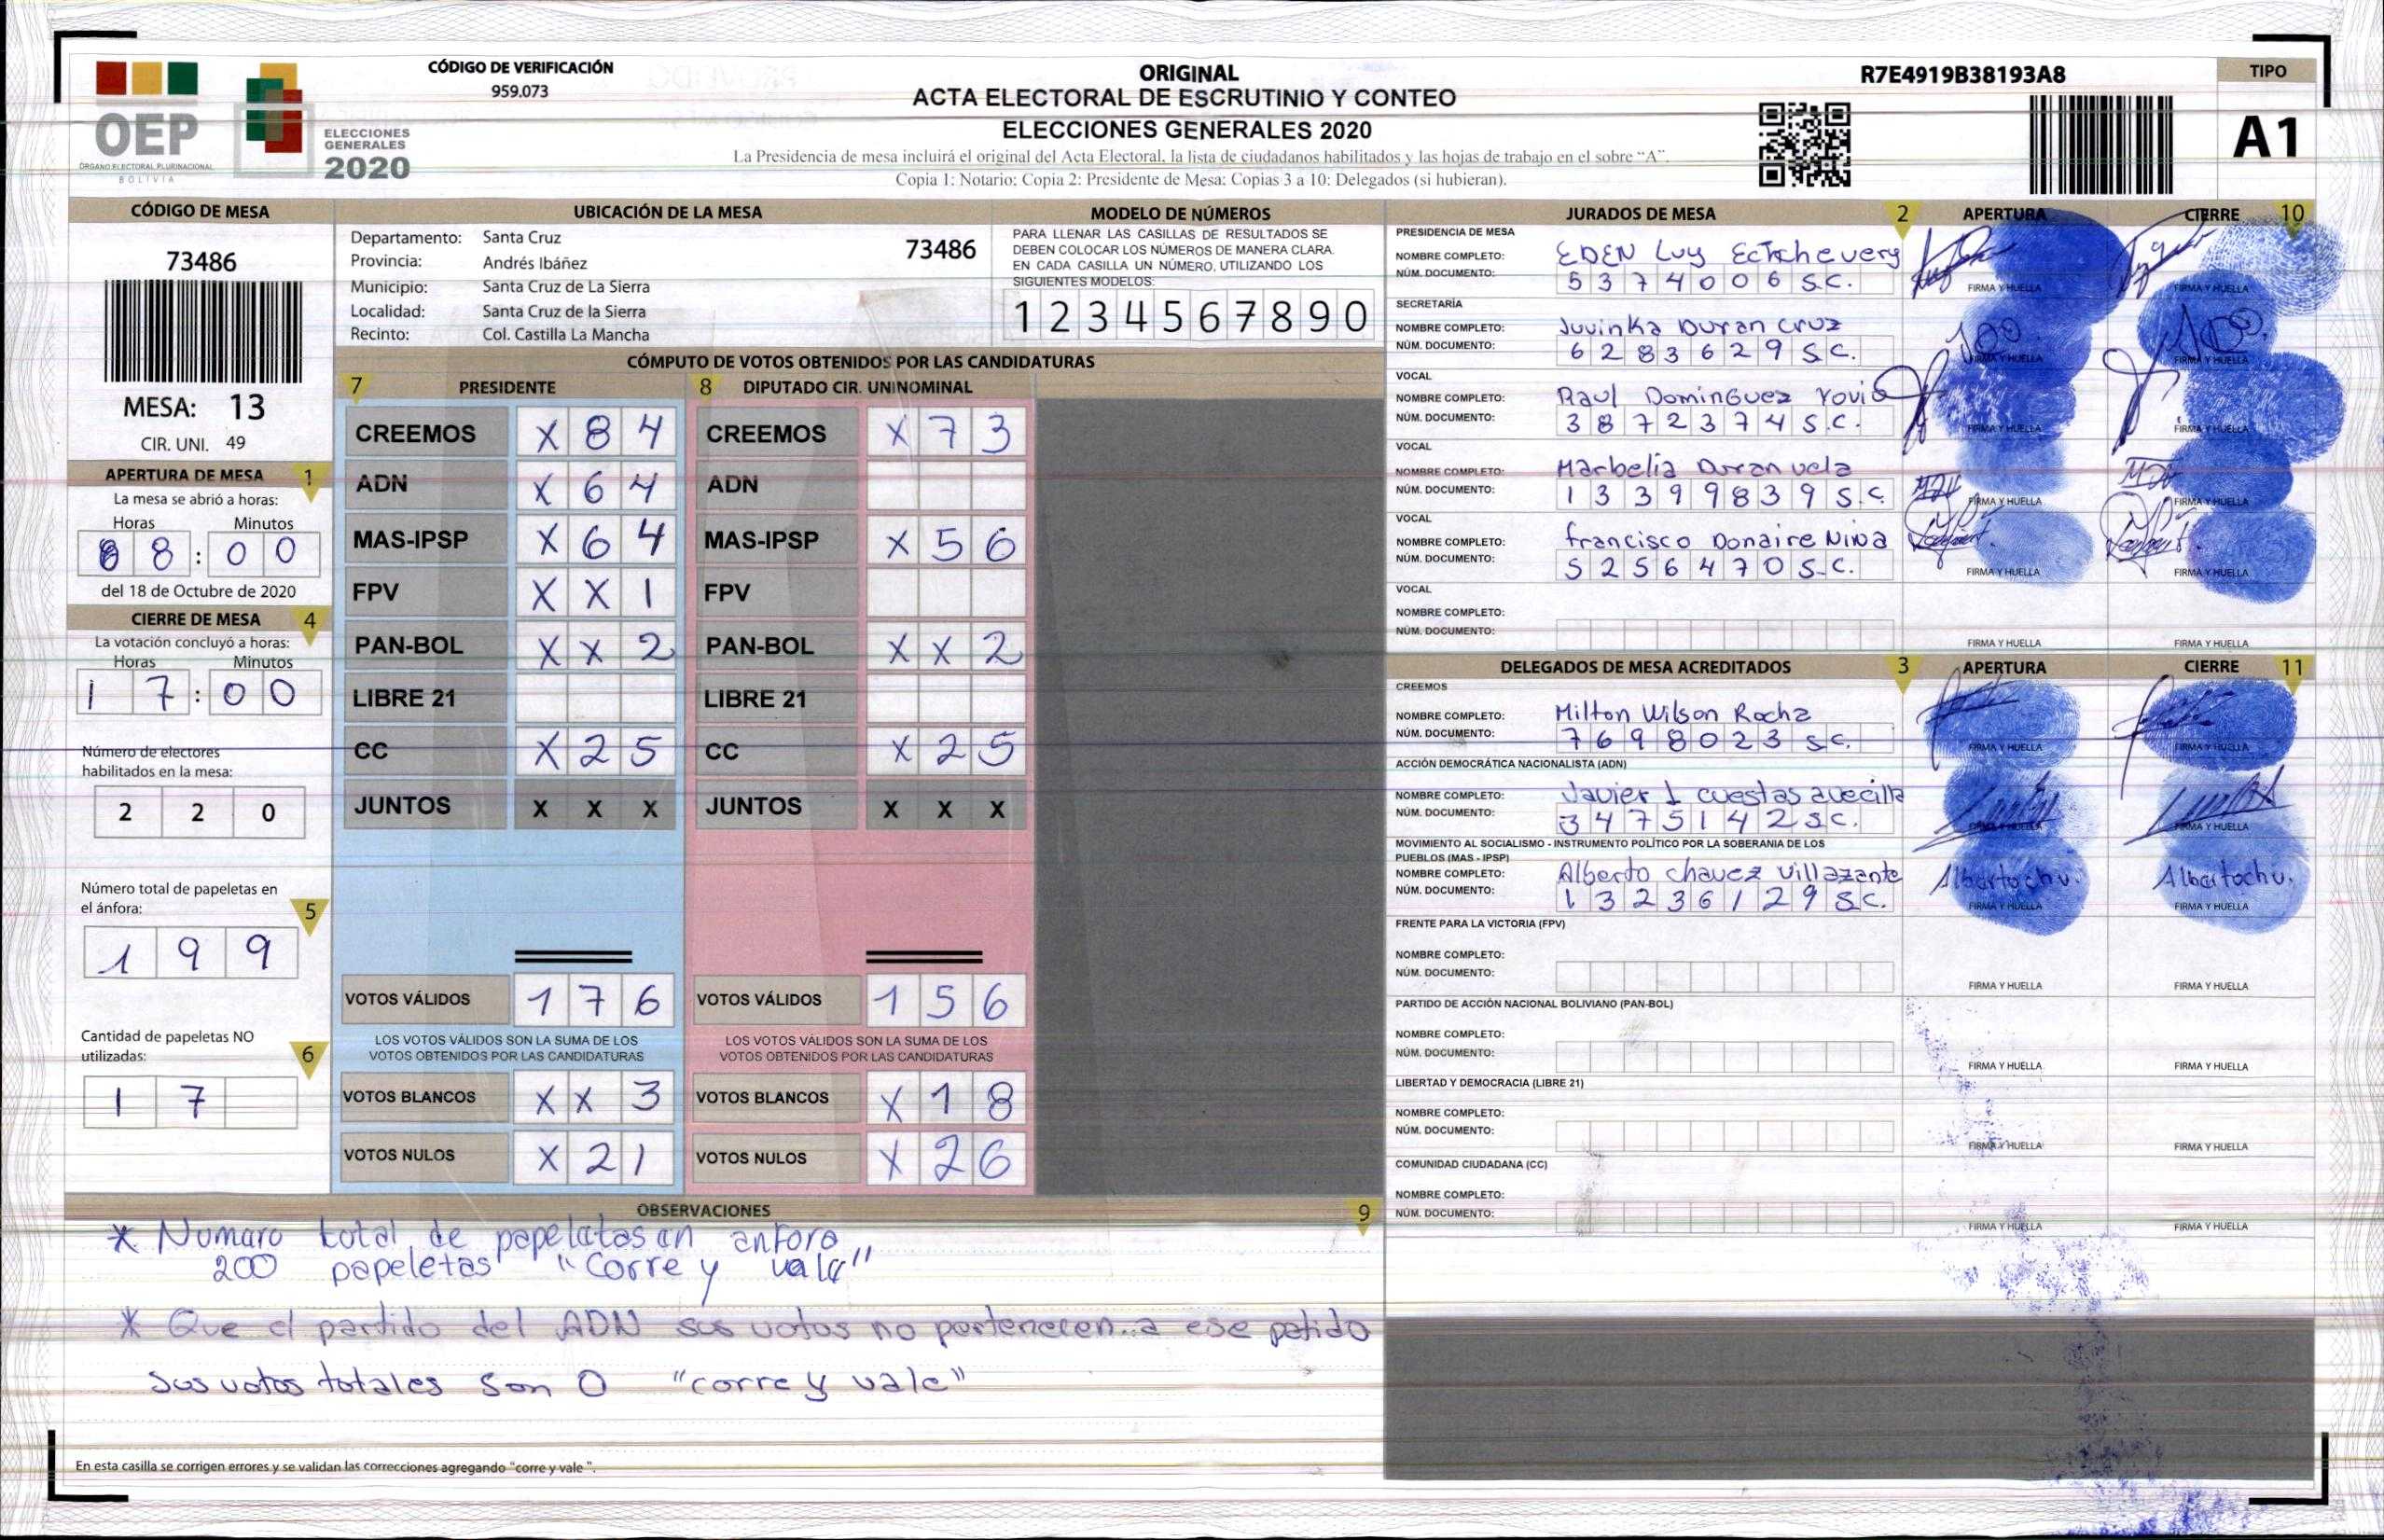 CÓDIGO DE VERIFICACIÓN
959.073
OEP
ÓRGANO ELECTORAL PLURINACIONAL
BOLIVIA
ELECCIONES
GENERALES
2020
ORIGINAL
ACTA ELECTORAL DE ESCRUTINIO Y CONTEO
ELECCIONES GENERALES 2020
La Presidencia de mesa incluirá el original del Acta Electoral, la lista de ciudadanos habilitados y las hojas de trabajo en el sobre "A".
Copia 1: Notario; Copia 2: Presidente de Mesa; Copias 3 a 10: Delegados (si hubieran).
R7E4919B38193A8
TIPO
A1
CÓDIGO DE MESA
73486
MESA: 13
CIR. UNI. 49
APERTURA DE MESA 1
La mesa se abrió a horas:
Horas Minutos
8 8 : 0 0
del 18 de Octubre de 2020
CIERRE DE MESA 4
La votación concluyó a horas:
Horas Minutos
1 7 : 0 0
Número de electores
habilitados en la mesa:
2 2 0
Número total de papeletas en
el ánfora: 5
1 9 9
Cantidad de papeletas NO
utilizadas: 6
1 7
UBICACIÓN DE LA MESA
Departamento: Santa Cruz 73486
Provincia: Andrés Ibáñez
Municipio: Santa Cruz de La Sierra
Localidad: Santa Cruz de la Sierra
Recinto: Col. Castilla La Mancha
MODELO DE NÚMEROS
PARA LLENAR LAS CASILLAS DE RESULTADOS SE
DEBEN COLOCAR LOS NÚMEROS DE MANERA CLARA.
EN CADA CASILLA UN NÚMERO, UTILIZANDO LOS
SIGUIENTES MODELOS:
1 2 3 4 5 6 7 8 9 0
CÓMPUTO DE VOTOS OBTENIDOS POR LAS CANDIDATURAS
7 PRESIDENTE 8 DIPUTADO CIR. UNINOMINAL
CREEMOS X 8 4 CREEMOS X 7 3
ADN X 6 4 ADN
MAS-IPSP X 6 4 MAS-IPSP X 5 6
FPV X X 1 FPV
PAN-BOL X X 2 PAN-BOL X X 2
LIBRE 21 LIBRE 21
CC X 2 5 CC X 2 5
JUNTOS X X X JUNTOS X X X
VOTOS VÁLIDOS 1 7 6 VOTOS VÁLIDOS 1 5 6
LOS VOTOS VÁLIDOS SON LA SUMA DE LOS LOS VOTOS VÁLIDOS SON LA SUMA DE LOS
VOTOS OBTENIDOS POR LAS CANDIDATURAS VOTOS OBTENIDOS POR LAS CANDIDATURAS
VOTOS BLANCOS X X 3 VOTOS BLANCOS X 1 8
VOTOS NULOS X 2 1 VOTOS NULOS X 2 6
OBSERVACIONES 9
* Numaro total de papelatas en anfora
200 papeletas "Corre y vale"
* Que el partido del ADN sus votos no pertenecen a ese patido
sus votos totales son 0 "corre y vale"
En esta casilla se corrigen errores y se validan las correcciones agregando "corre y vale ".
JURADOS DE MESA 2 APERTURA CIERRE 10
PRESIDENCIA DE MESA
NOMBRE COMPLETO: EDEN Luy Ectchevery
NÚM. DOCUMENTO: 5 3 7 4 0 0 6 S.C.
FIRMA Y HUELLA FIRMA Y HUELLA
SECRETARÍA
NOMBRE COMPLETO: Juvinka Duran cruz
NÚM. DOCUMENTO: 6 2 8 3 6 2 9 S.C.
FIRMA Y HUELLA FIRMA Y HUELLA
VOCAL
NOMBRE COMPLETO: Raul Dominguez Yovio
NÚM. DOCUMENTO: 3 8 7 2 3 7 4 S.C.
FIRMA Y HUELLA FIRMA Y HUELLA
VOCAL
NOMBRE COMPLETO: Marbelia Duran vela
NÚM. DOCUMENTO: 1 3 3 9 9 8 3 9 S.C.
FIRMA Y HUELLA FIRMA Y HUELLA
VOCAL
NOMBRE COMPLETO: francisco Donaire Nina
NÚM. DOCUMENTO: 5 2 5 6 4 7 0 S.C.
FIRMA Y HUELLA FIRMA Y HUELLA
VOCAL
NOMBRE COMPLETO:
NÚM. DOCUMENTO:
FIRMA Y HUELLA FIRMA Y HUELLA
DELEGADOS DE MESA ACREDITADOS 3 APERTURA CIERRE 11
CREEMOS
NOMBRE COMPLETO: Milton Wilson Rocha
NÚM. DOCUMENTO: 7 6 9 8 0 2 3 SC.
FIRMA Y HUELLA FIRMA Y HUELLA
ACCIÓN DEMOCRÁTICA NACIONALISTA (ADN)
NOMBRE COMPLETO: Javier I cuestas avecilla
NÚM. DOCUMENTO: 3 4 7 5 1 4 2 SC.
FIRMA Y HUELLA FIRMA Y HUELLA
MOVIMIENTO AL SOCIALISMO - INSTRUMENTO POLÍTICO POR LA SOBERANIA DE LOS
PUEBLOS (MAS - IPSP)
NOMBRE COMPLETO: Alberto chavez villazante
NÚM. DOCUMENTO: 1 3 2 3 6 1 2 9 SC.
Albertochv. Albertochv.
FIRMA Y HUELLA FIRMA Y HUELLA
FRENTE PARA LA VICTORIA (FPV)
NOMBRE COMPLETO:
NÚM. DOCUMENTO:
FIRMA Y HUELLA FIRMA Y HUELLA
PARTIDO DE ACCIÓN NACIONAL BOLIVIANO (PAN-BOL)
NOMBRE COMPLETO:
NÚM. DOCUMENTO:
FIRMA Y HUELLA FIRMA Y HUELLA
LIBERTAD Y DEMOCRACIA (LIBRE 21)
NOMBRE COMPLETO:
NÚM. DOCUMENTO:
FIRMA Y HUELLA FIRMA Y HUELLA
COMUNIDAD CIUDADANA (CC)
NOMBRE COMPLETO:
NÚM. DOCUMENTO:
FIRMA Y HUELLA FIRMA Y HUELLA